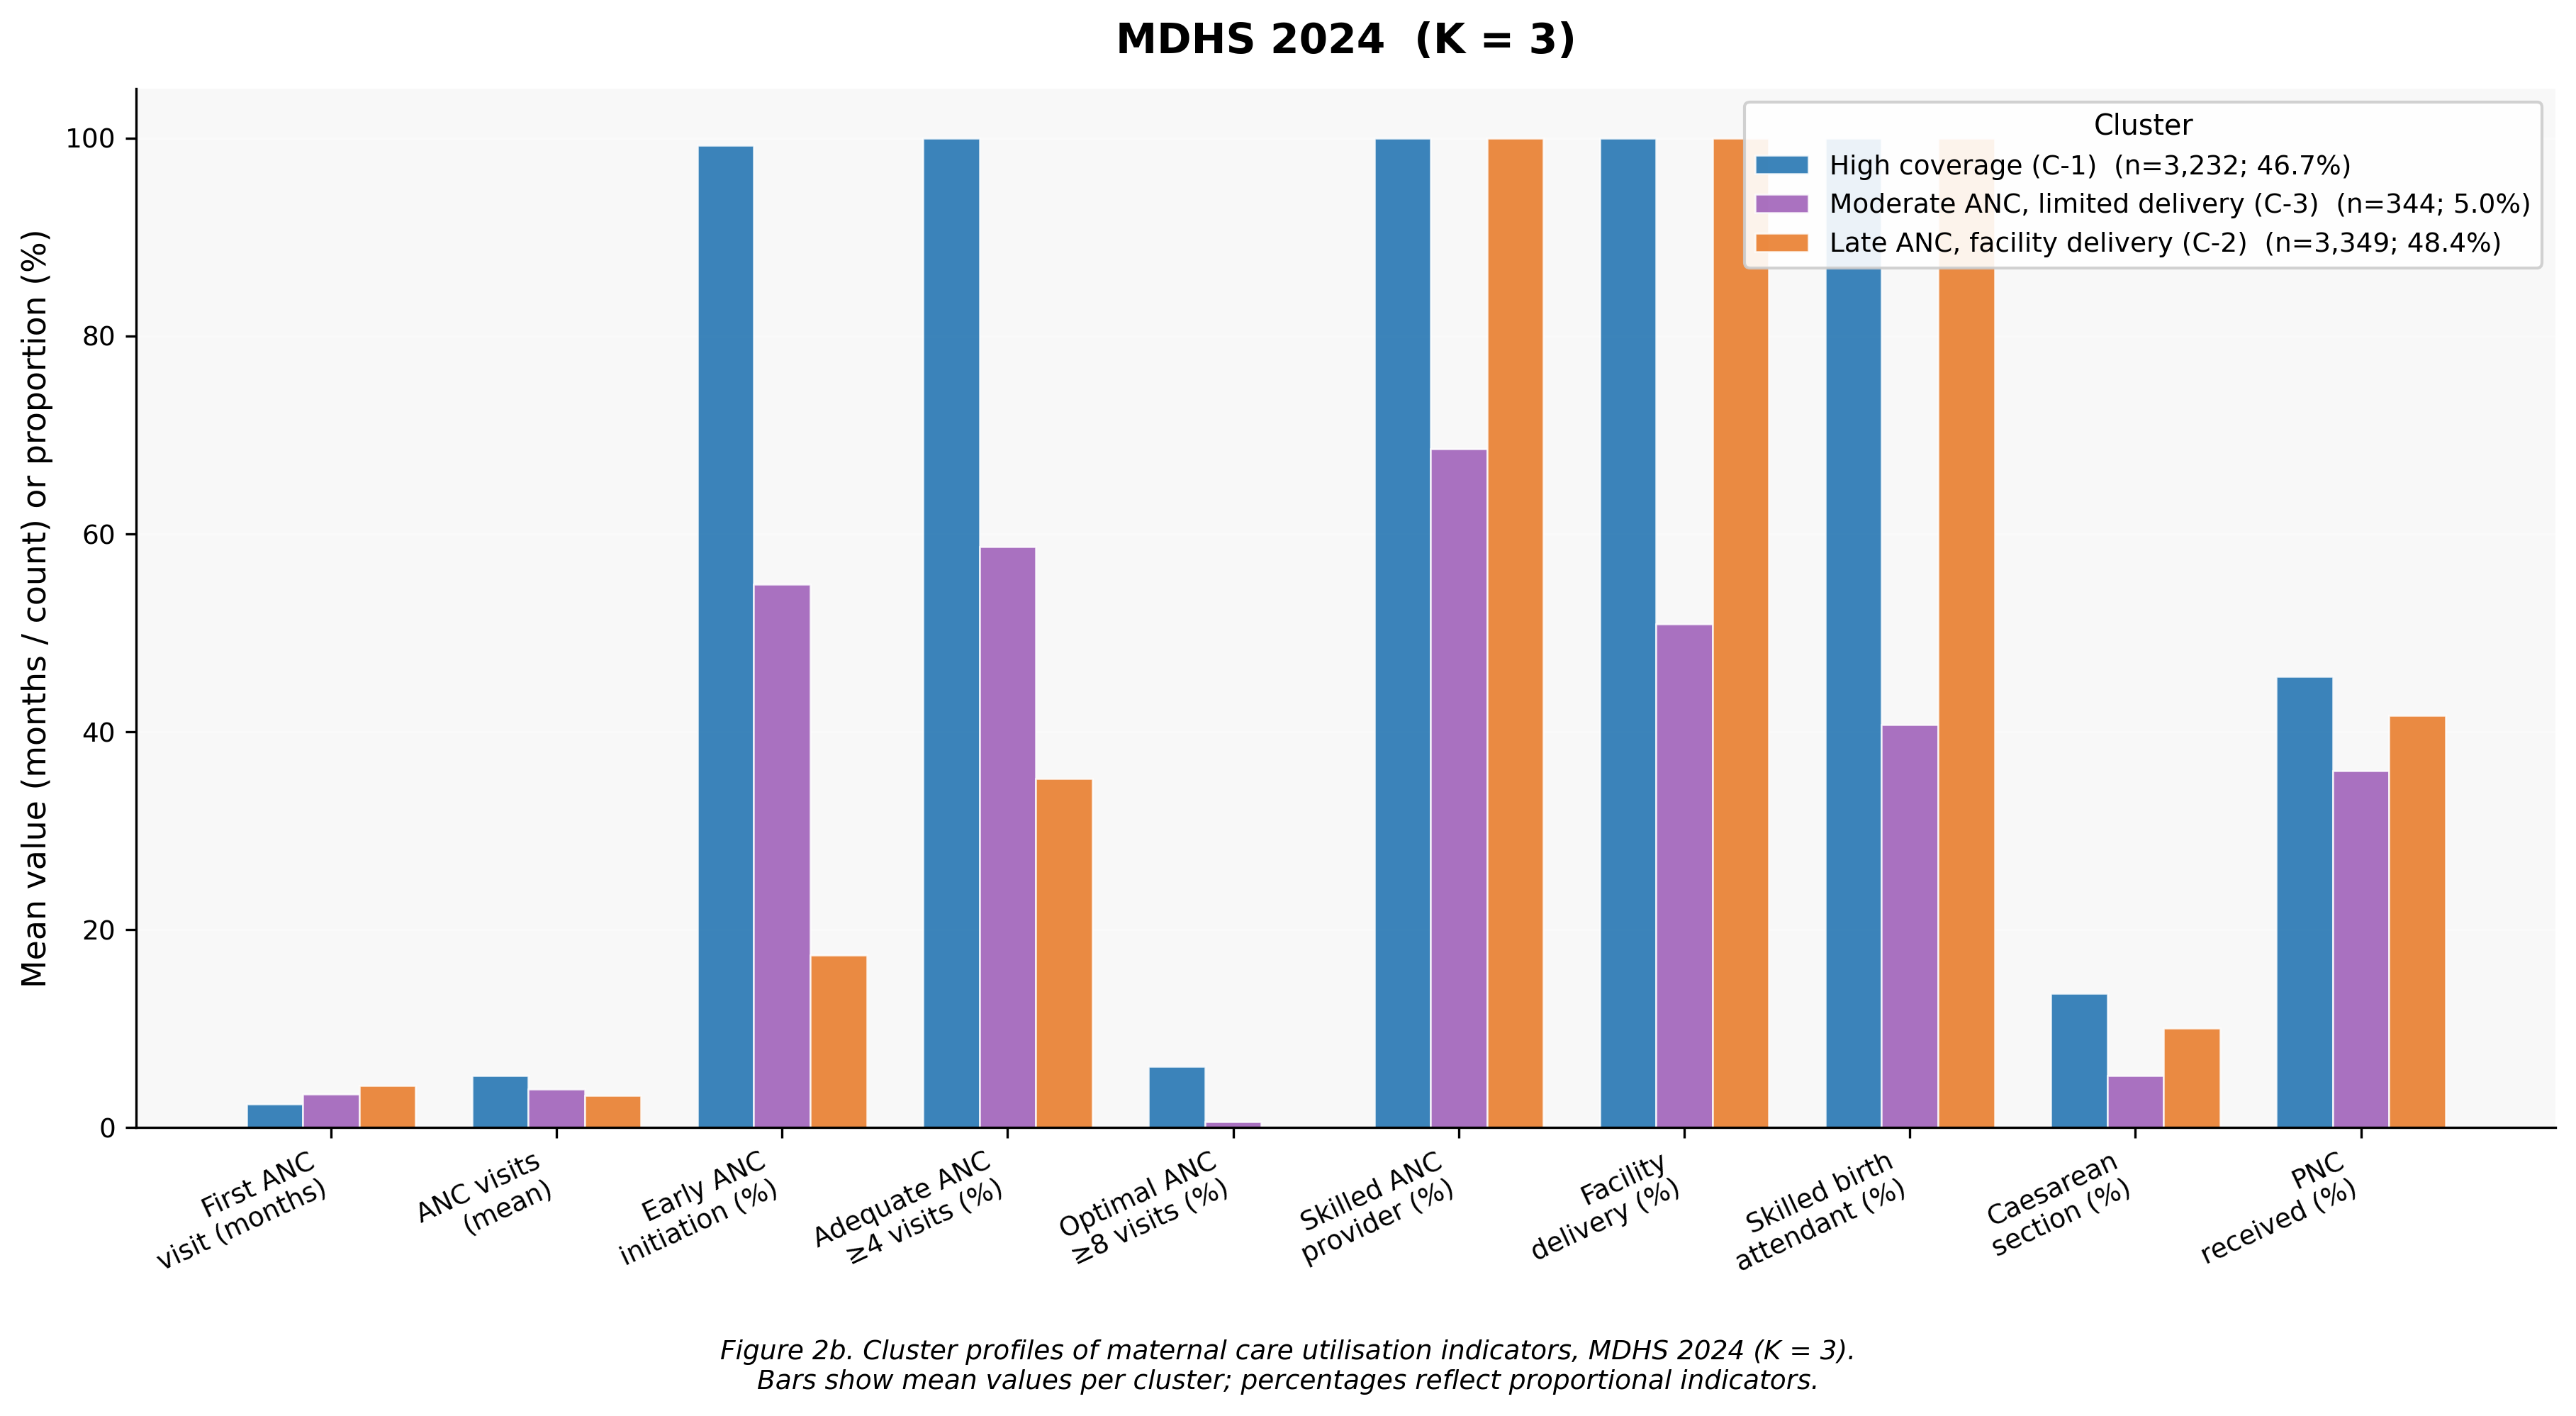 MDHS 2024  (K = 3)
Mean value (months / count) or proportion (%)
100
80
60
40
20
0
Cluster
High coverage (C-1)  (n=3,232; 46.7%)
Moderate ANC, limited delivery (C-3)  (n=344; 5.0%)
Late ANC, facility delivery (C-2)  (n=3,349; 48.4%)
First ANC
visit (months)
ANC visits
(mean)
Early ANC
initiation (%)
Adequate ANC
≥4 visits (%)
Optimal ANC
≥8 visits (%)
Skilled ANC
provider (%)
Facility
delivery (%)
Skilled birth
attendant (%)
Caesarean
section (%)
PNC
received (%)
Figure 2b. Cluster profiles of maternal care utilisation indicators, MDHS 2024 (K = 3).
Bars show mean values per cluster; percentages reflect proportional indicators.